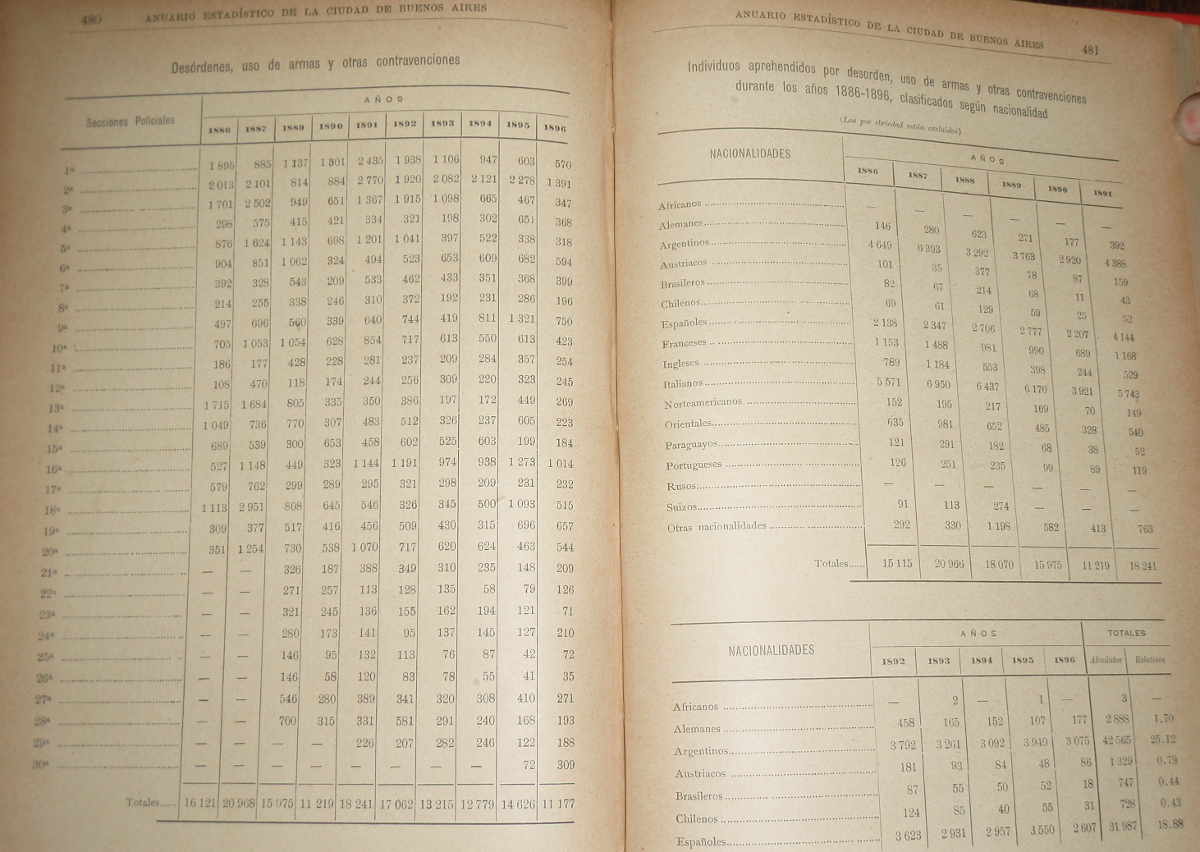 480 ANUARIO ESTADÍSTICO DE LA CIUDAD DE BUENOS AIRES
Desórdenes, uso de armas y otras contravenciones
Secciones Policiales
AÑOS
1886 1887 1889 1890 1891 1892 1893 1894 1895 1896
1ª 1 895 885 1 137 1 301 2 435 1 938 1 106 947 603 570
2ª 2 013 2 101 814 884 2 770 1 920 2 082 2 121 2 278 1 391
3ª 1 701 2 502 949 651 1 367 1 915 1 098 665 467 347
4ª 298 575 415 421 334 321 198 302 651 368
5ª 876 1 624 1 143 698 1 201 1 041 397 522 338 318
6ª 904 851 1 062 324 494 523 653 609 682 594
7ª 392 328 543 209 533 462 433 351 368 399
8ª 214 255 338 246 310 372 192 231 286 196
9ª 497 696 500 339 640 744 419 811 1 321 750
10ª 705 1 053 1 054 628 854 717 613 550 613 423
11ª 186 177 428 228 281 237 209 284 357 254
12ª 108 470 118 174 244 256 309 220 323 245
13ª 1 715 1 684 805 335 350 386 197 172 449 269
14ª 1 049 736 770 307 483 512 326 237 605 223
15ª 689 539 300 653 458 602 525 603 199 184
16ª 527 1 148 449 323 1 144 1 191 974 938 1 273 1 014
17ª 579 762 299 289 295 321 298 209 231 232
18ª 1 113 2 951 808 645 546 326 345 500 1 093 515
19ª 309 377 517 416 456 509 430 315 696 657
20ª 351 1 254 730 538 1 070 717 620 624 463 544
21ª — — 326 187 388 349 310 235 148 209
22ª — — 271 257 113 128 135 58 79 126
23ª — — 321 245 136 155 162 194 121 71
24ª — — 280 173 141 95 137 145 127 210
25ª — — 146 95 132 113 76 87 42 72
26ª — — 146 58 120 83 78 55 41 35
27ª — — 546 280 389 341 320 308 410 271
28ª — — 700 315 331 581 291 240 168 193
29ª — — — — 226 207 282 246 122 188
30ª — — — — — — — — 72 309
Totales..... 16 121 20 968 15 975 11 219 18 241 17 062 13 215 12 779 14 626 11 177
ANUARIO ESTADÍSTICO DE LA CIUDAD DE BUENOS AIRES 481
Individuos aprehendidos por desorden, uso de armas y otras contravenciones
durante los años 1886-1896, clasificados según nacionalidad
(Los por ebriedad están excluidos)
NACIONALIDADES
AÑOS
1886 1887 1888 1889 1890 1891
Africanos — — — — — —
Alemanes 146 280 623 271 177 392
Argentinos 4 649 6 393 3 292 3 763 2 920 4 388
Austriacos 101 35 377 78 87 159
Brasileros 82 67 214 68 11 43
Chilenos 69 61 129 59 25 52
Españoles 2 138 2 347 2 706 2 777 2 207 4 144
Franceses 1 153 1 488 981 990 689 1 168
Ingleses 789 1 184 553 398 244 529
Italianos 5 571 6 950 6 437 6 170 3 921 5 743
Norteamericanos 152 195 217 169 70 149
Orientales 635 981 652 485 328 540
Paraguayos 121 291 182 68 38 52
Portugueses 126 251 235 99 89 119
Rusos — — — — — —
Suizos 91 113 274 — — —
Otras nacionalidades 292 330 1 198 582 413 763
Totales..... 15 115 20 966 18 070 15 975 11 219 18 241
NACIONALIDADES
AÑOS TOTALES
1892 1893 1894 1895 1896 Absolutos Relativos
Africanos — 2 — 1 — 3 —
Alemanes 458 165 152 107 177 2 888 1.70
Argentinos 3 792 3 261 3 092 3 949 3 075 42 565 25.12
Austriacos 181 93 84 48 86 1 329 0.79
Brasileros 87 55 50 52 18 747 0.44
Chilenos 124 85 40 55 31 728 0.43
Españoles 3 623 2 931 2 957 3 550 2 607 31 987 18.88